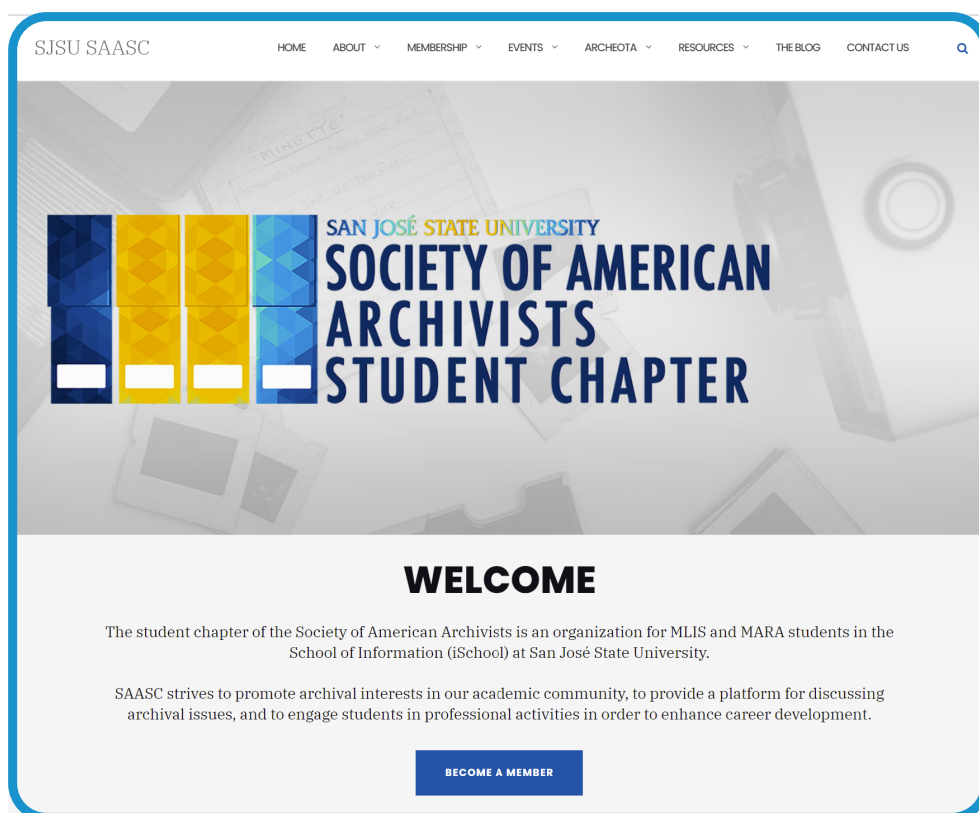 SJSU SAASC
HOME ABOUT MEMBERSHIP EVENTS ARCHEOTA RESOURCES THE BLOG CONTACT US
"MINETTE"
SAN JOSÉ STATE UNIVERSITY
SOCIETY OF AMERICAN
ARCHIVISTS
STUDENT CHAPTER
WELCOME
The student chapter of the Society of American Archivists is an organization for MLIS and MARA students in the
School of Information (iSchool) at San José State University.
SAASC strives to promote archival interests in our academic community, to provide a platform for discussing
archival issues, and to engage students in professional activities in order to enhance career development.
BECOME A MEMBER